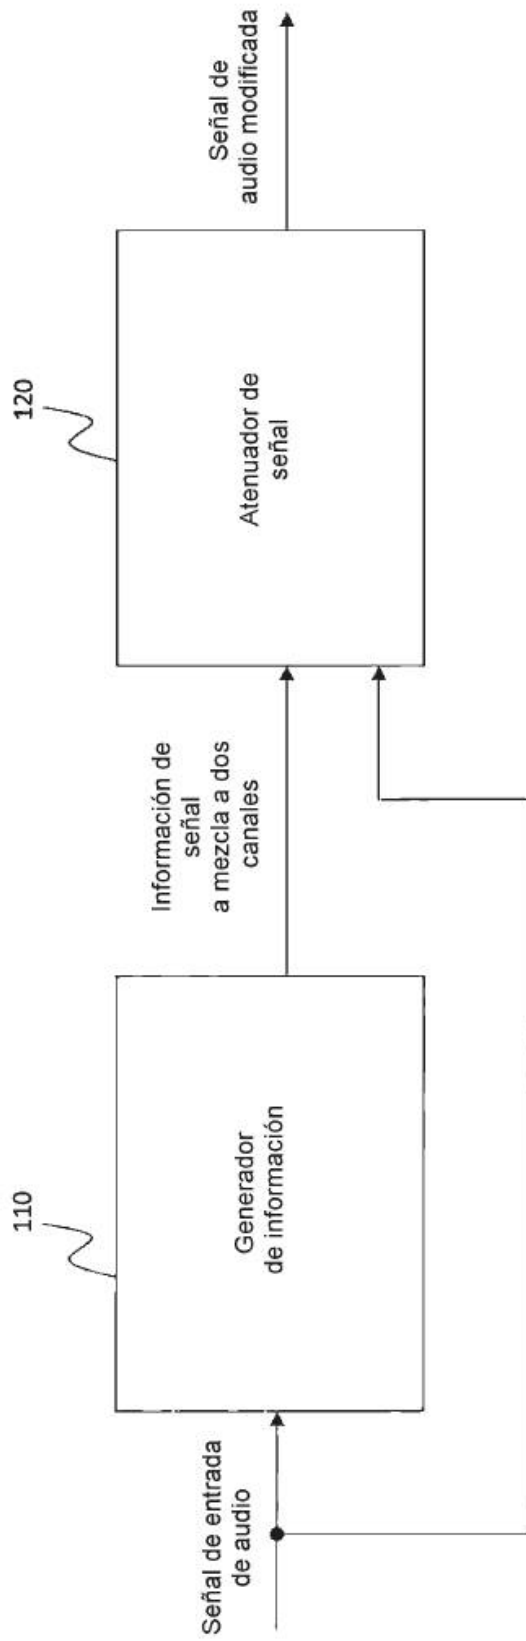 Señal de entrada
de audio
110
Generador
de información
Información de
señal
a mezcla a dos
canales
120
Atenuador de
señal
Señal de
audio modificada